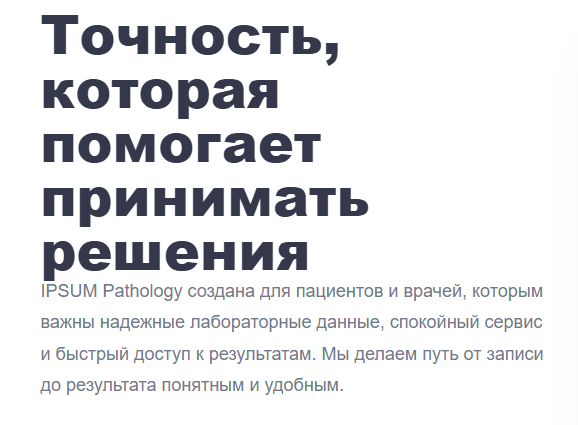 Точность,
которая
помогает
принимать
решения
IPSUM Pathology создана для пациентов и врачей, которым
важны надежные лабораторные данные, спокойный сервис
и быстрый доступ к результатам. Мы делаем путь от записи
до результата понятным и удобным.